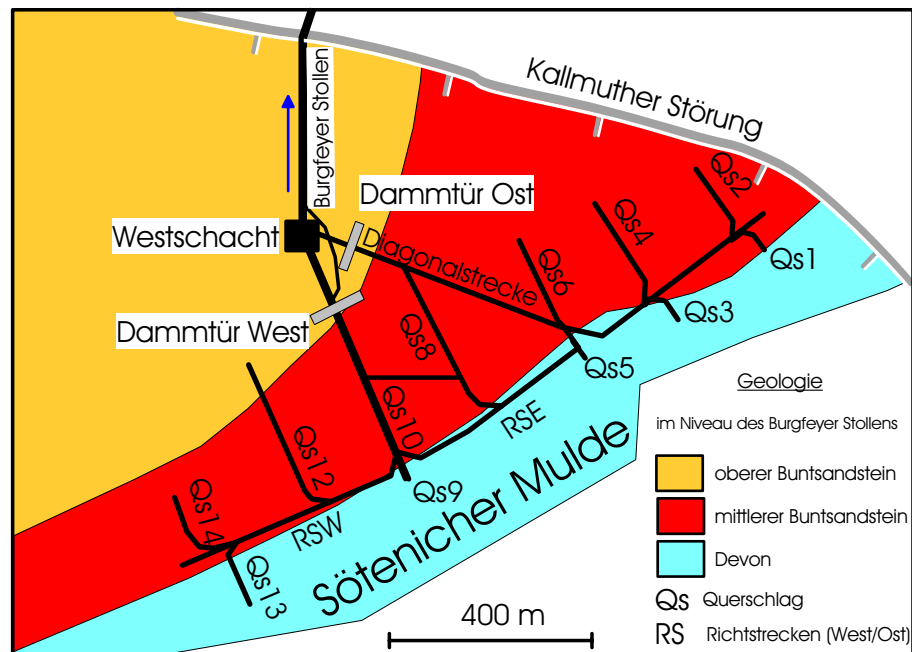 Kallmuther Störung
Burgfeyer Stollen
Dammtür Ost
Westschacht
Diagonalstrecke
Dammtür West
Qs2
Qs4
Qs1
Qs6
Qs3
Qs8
Qs5
Qs10
RSE
Qs12
Qs9
Qs14
RSW
Qs13
Sötenicher Mulde
400 m
Geologie
im Niveau des Burgfeyer Stollens
oberer Buntsandstein
mittlerer Buntsandstein
Devon
Qs Querschlag
RS Richtstrecken (West/Ost)